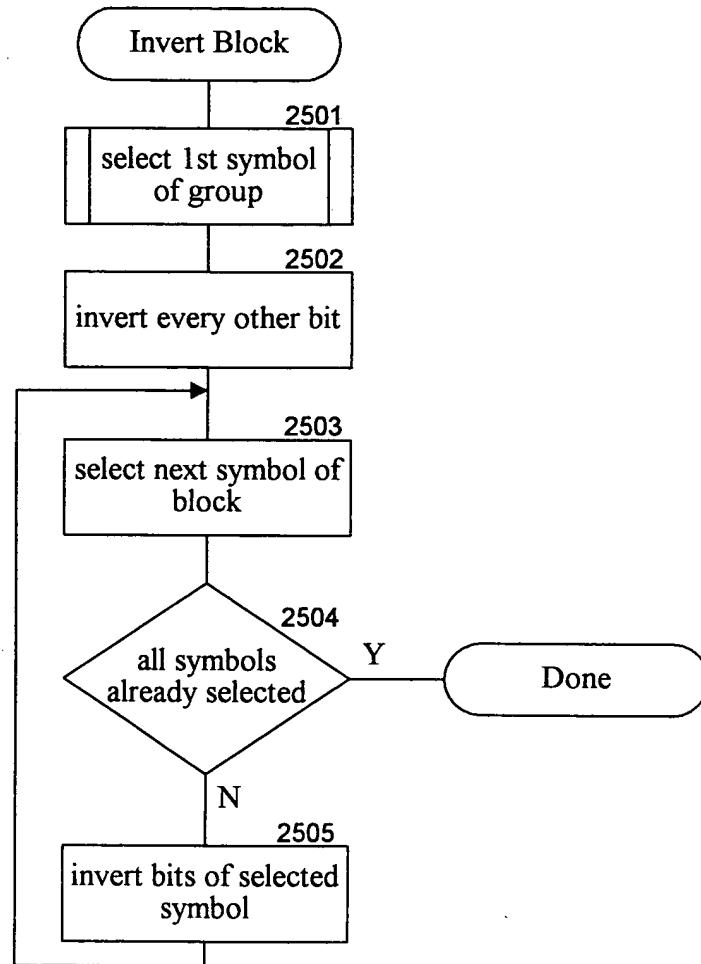 Invert Block
2501
select 1st symbol
of group
2502
invert every other bit
2503
select next symbol of
block
2504
all symbols
already selected
Y
Done
N
2505
invert bits of selected
symbol